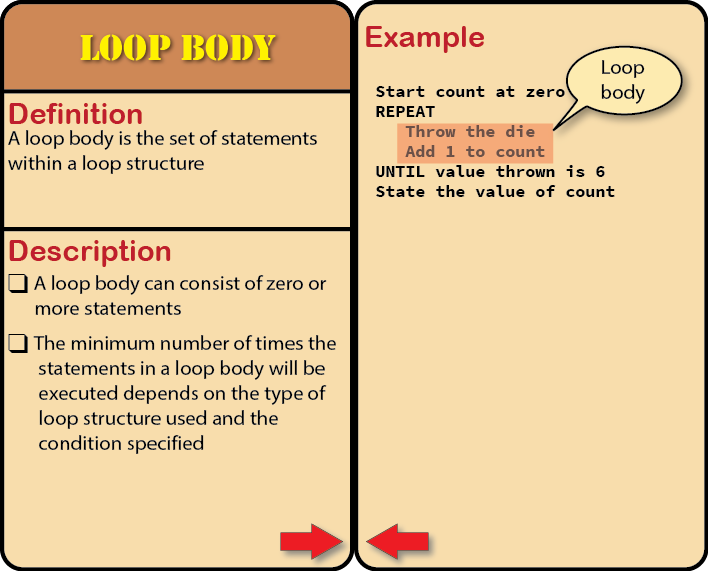 LOOP BODY
Definition
A loop body is the set of statements
within a loop structure
Description
❏ A loop body can consist of zero or
more statements
❏ The minimum number of times the
statements in a loop body will be
executed depends on the type of
loop structure used and the
condition specified
Example
Loop
body
Start count at zero
REPEAT
Throw the die
Add 1 to count
UNTIL value thrown is 6
State the value of count